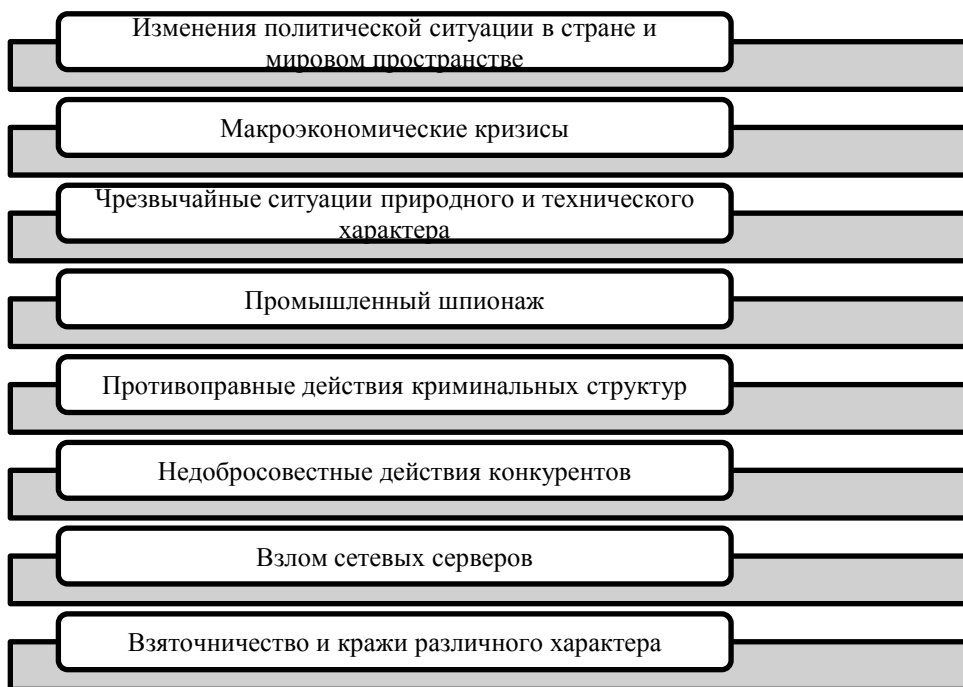 Изменения политической ситуации в стране и
мировом пространстве
Макроэкономические кризисы
Чрезвычайные ситуации природного и технического
характера
Промышленный шпионаж
Противоправные действия криминальных структур
Недобросовестные действия конкурентов
Взлом сетевых серверов
Взяточничество и кражи различного характера